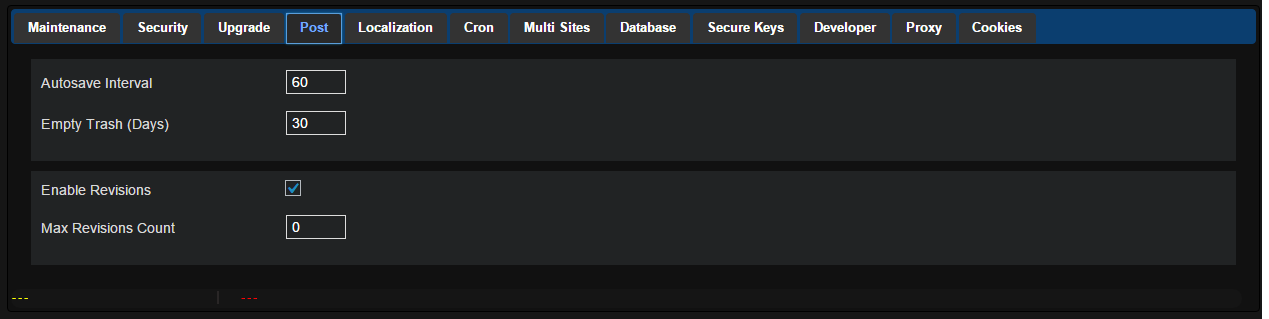 Maintenance Security Upgrade Post Localization Cron Multi Sites Database Secure Keys Developer Proxy Cookies
Autosave Interval 60
Empty Trash (Days) 30
Enable Revisions
Max Revisions Count 0
--- ---